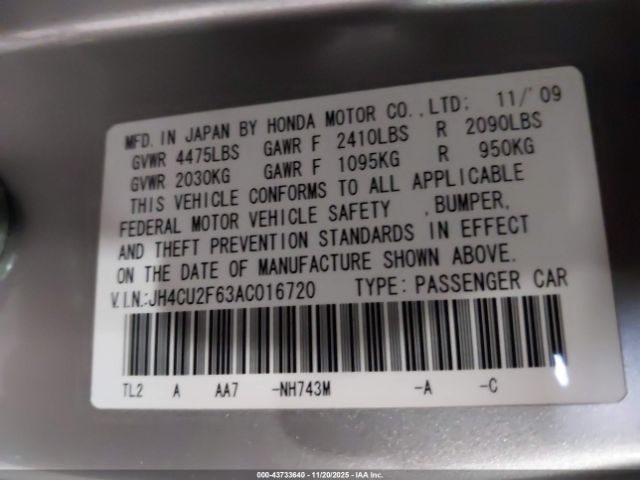 MFD. IN JAPAN BY HONDA MOTOR CO.,LTD: 11/'09
GVWR 4475LBS GAWR F 2410LBS R 2090LBS
GVWR 2030KG GAWR F 1095KG R 950KG
THIS VEHICLE CONFORMS TO ALL APPLICABLE
FEDERAL MOTOR VEHICLE SAFETY ,BUMPER,
AND THEFT PREVENTION STANDARDS IN EFFECT
ON THE DATE OF MANUFACTURE SHOWN ABOVE.
V.I.N.:JH4CU2F63AC016720 TYPE: PASSENGER CAR
TL2 A AA7 -NH743M -A -C
000-43733640 - 11/20/2025 - IAA Inc.